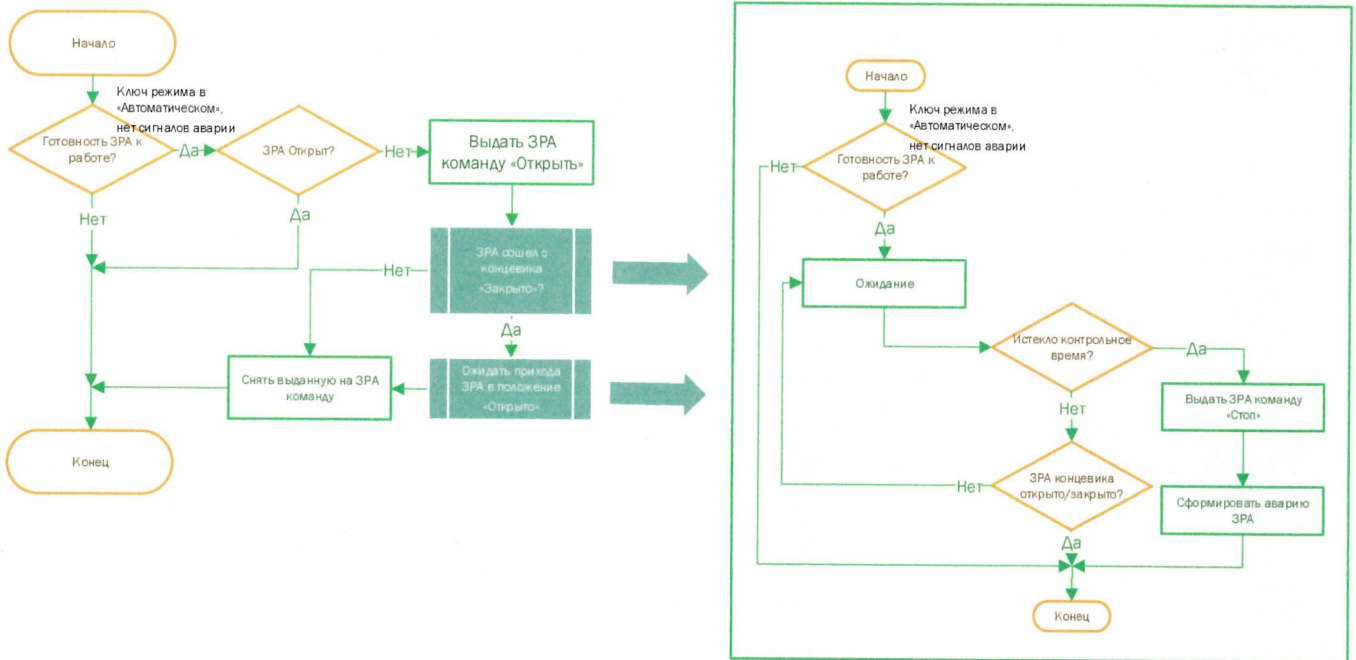 Начало
Ключ режима в
«Автоматическом»,
нет сигналов аварии
Готовность ЗРА к
работе?
Да
ЗРА Открыт?
Нет
Выдать ЗРА
команду «Открыть»
Нет
Да
ЗРА сошел с
концевика
«Закрыто»?
Нет
Да
Снять выданную на ЗРА
команду
Ожидать прихода
ЗРА в положение
«Открыто»
Конец
Начало
Ключ режима в
«Автоматическом»,
нет сигналов аварии
Нет
Готовность ЗРА к
работе?
Да
Ожидание
Истекло контрольное
время?
Да
Нет
Выдать ЗРА команду
«Стоп»
ЗРА концевика
открыто/закрыто?
Нет
Сформировать аварию
ЗРА
Да
Конец